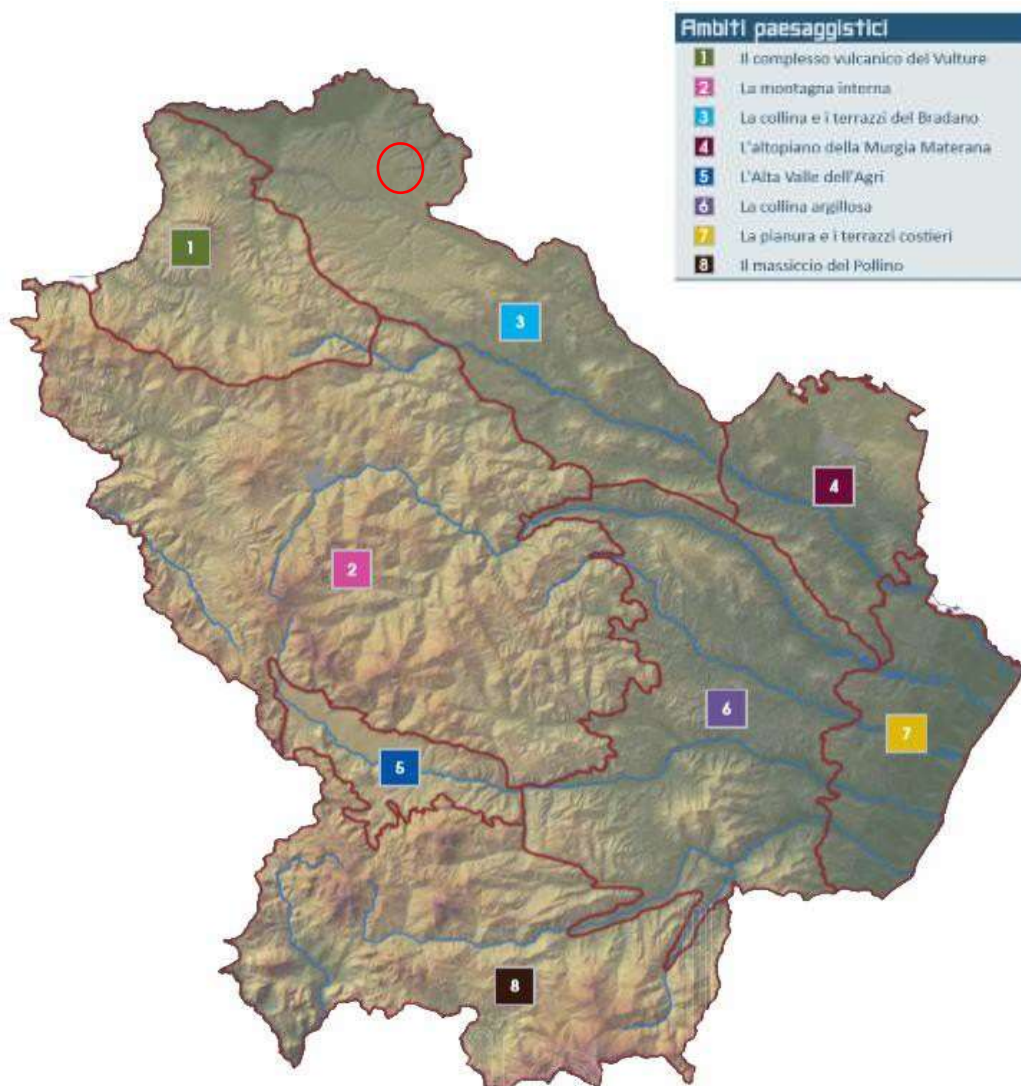 Ambiti paesaggistici
1 Il complesso vulcanico del Vulture
2 La montagna interna
3 La collina e i terrazzi del Bradano
4 L'altopiano della Murgia Materana
5 L'Alta Valle dell'Agri
6 La collina argillosa
7 La pianura e i terrazzi costieri
8 Il massiccio del Pollino
1
3
4
2
6
7
5
8